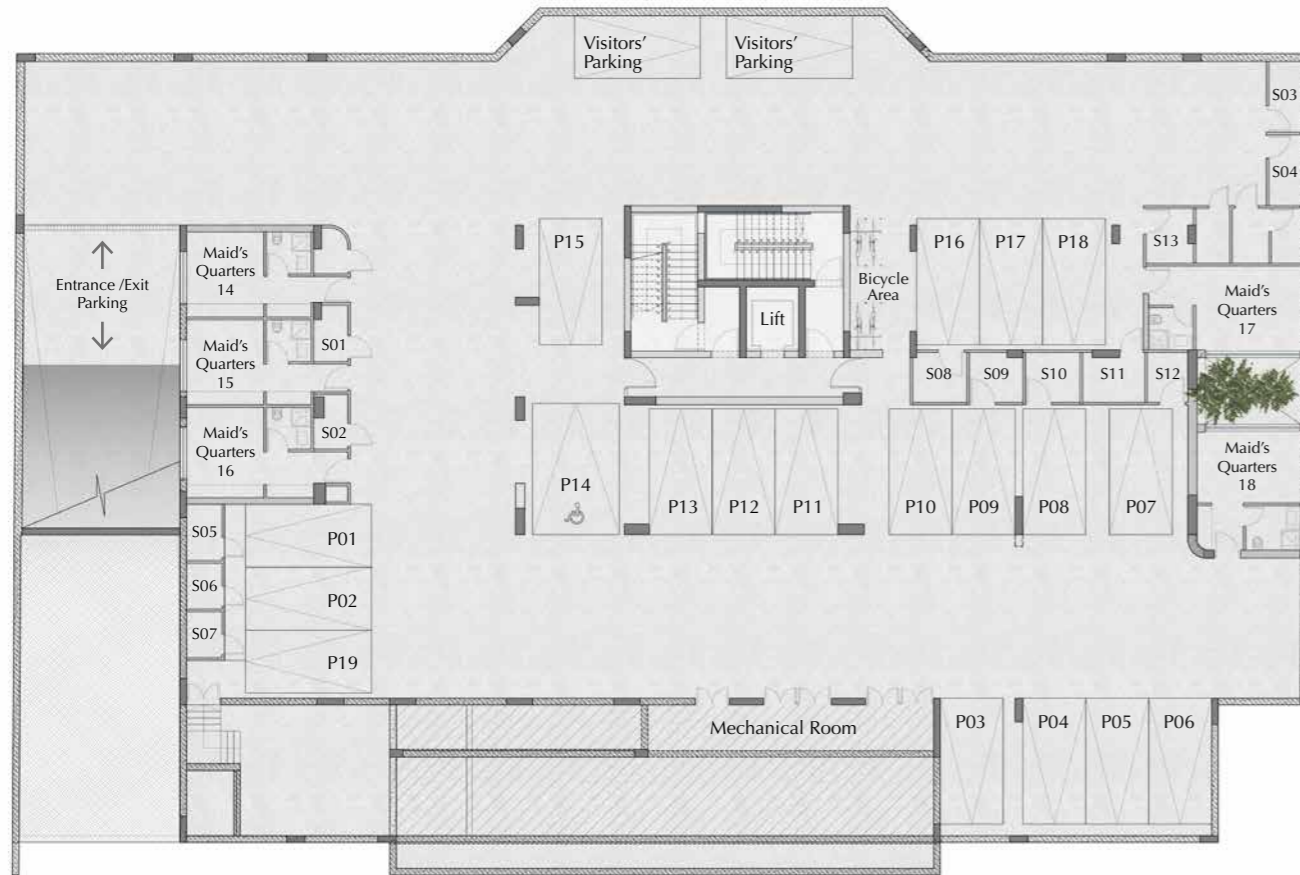 Visitors'
Parking
Visitors'
Parking
S03
S04
Entrance /Exit
Parking
Maid's
Quarters
14
P15
Bicycle
Area
P16
P17
P18
S13
Maid's
Quarters
17
Lift
S01
Maid's
Quarters
15
S08
S09
S10
S11
S12
Maid's
Quarters
16
S02
Maid's
Quarters
18
P14
P13
P12
P11
P10
P09
P08
P07
S05
P01
S06
P02
S07
P19
Mechanical Room
P03
P04
P05
P06